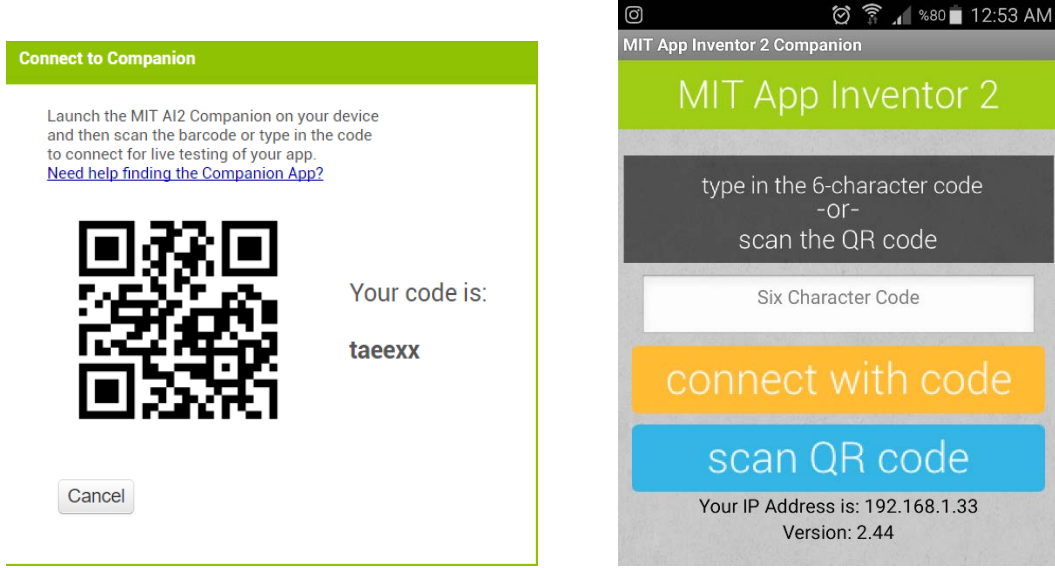 Connect to Companion
Launch the MIT AI2 Companion on your device
and then scan the barcode or type in the code
to connect for live testing of your app.
Need help finding the Companion App?
Your code is:
taeexx
Cancel
%80 12:53 AM
MIT App Inventor 2 Companion
MIT App Inventor 2
type in the 6-character code
-or-
scan the QR code
Six Character Code
connect with code
scan QR code
Your IP Address is: 192.168.1.33
Version: 2.44